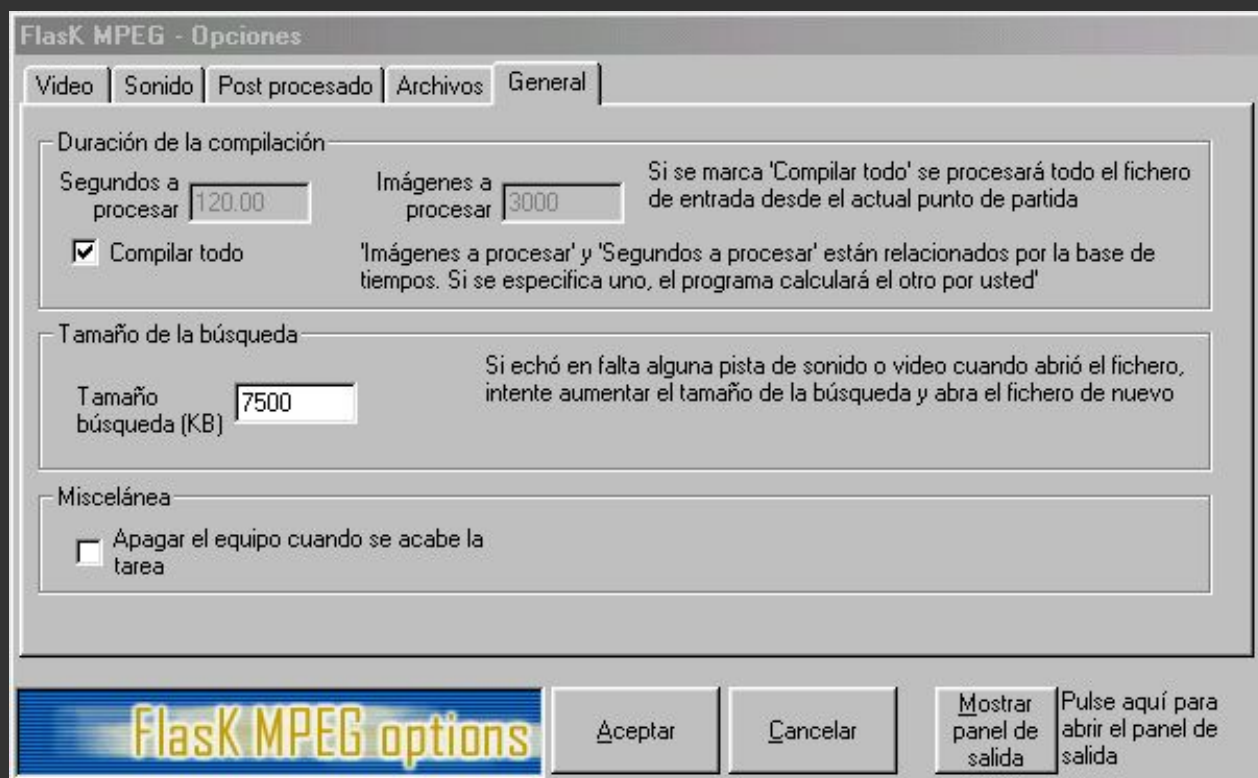 FlasK MPEG - Opciones
Video
Sonido
Post procesado
Archivos
General
Duración de la compilación
Segundos a
procesar
120.00
Imágenes a
procesar
3000
Si se marca 'Compilar todo' se procesará todo el fichero
de entrada desde el actual punto de partida
Compilar todo
'Imágenes a procesar' y 'Segundos a procesar' están relacionados por la base de
tiempos. Si se especifica uno, el programa calculará el otro por usted'
Tamaño de la búsqueda
Tamaño
búsqueda (KB)
7500
Si echó en falta alguna pista de sonido o video cuando abrió el fichero,
intente aumentar el tamaño de la búsqueda y abra el fichero de nuevo
Miscelánea
Apagar el equipo cuando se acabe la
tarea
FlasK MPEG options
Aceptar
Cancelar
Mostrar
panel de
salida
Pulse aquí para
abrir el panel de
salida